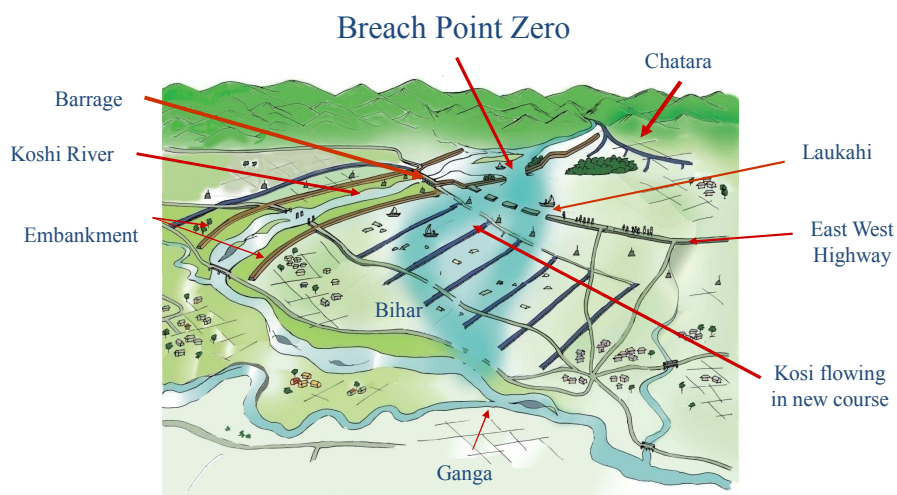 Breach Point Zero
Chatara
Barrage
Koshi River
Laukahi
Embankment
East West
Highway
Bihar
Kosi flowing
in new course
Ganga